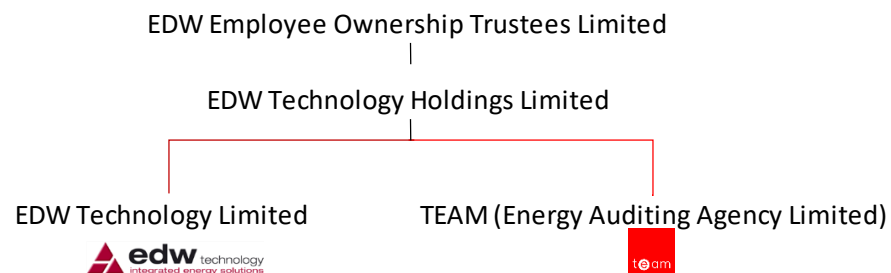 EDW Employee Ownership Trustees Limited
EDW Technology Holdings Limited
EDW Technology Limited
TEAM (Energy Auditing Agency Limited)
edw technology
integrated energy solutions
team